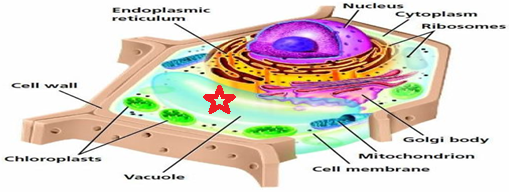 Nucleus
Endoplasmic
reticulum
Cytoplasm
Ribosomes
Cell wall
Golgi body
Chloroplasts
Mitochondrion
Cell membrane
Vacuole